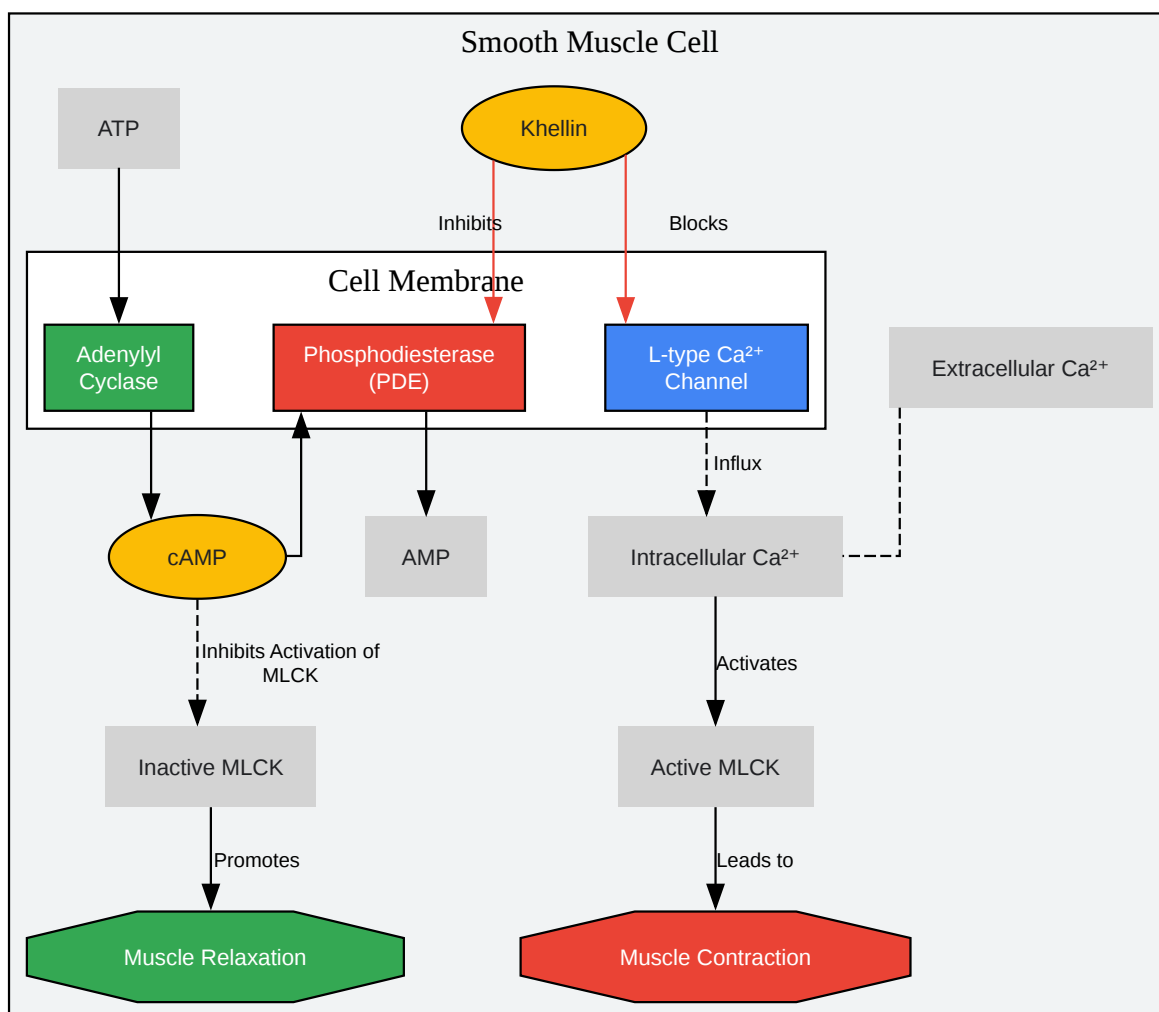 Smooth Muscle Cell
ATP
Khellin
Inhibits
Blocks
Cell Membrane
Adenylyl
Cyclase
Phosphodiesterase
(PDE)
L-type Ca²⁺
Channel
Extracellular Ca²⁺
Influx
cAMP
AMP
Intracellular Ca²⁺
Inhibits Activation of
MLCK
Activates
Inactive MLCK
Active MLCK
Promotes
Leads to
Muscle Relaxation
Muscle Contraction